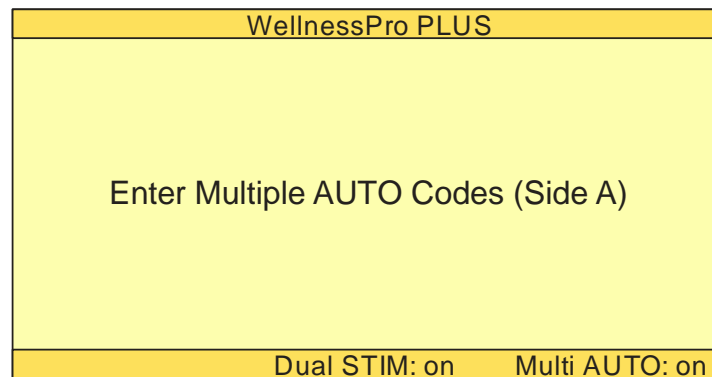 WellnessPro PLUS
Enter Multiple AUTO Codes (Side A)
Dual STIM: on Multi AUTO: on